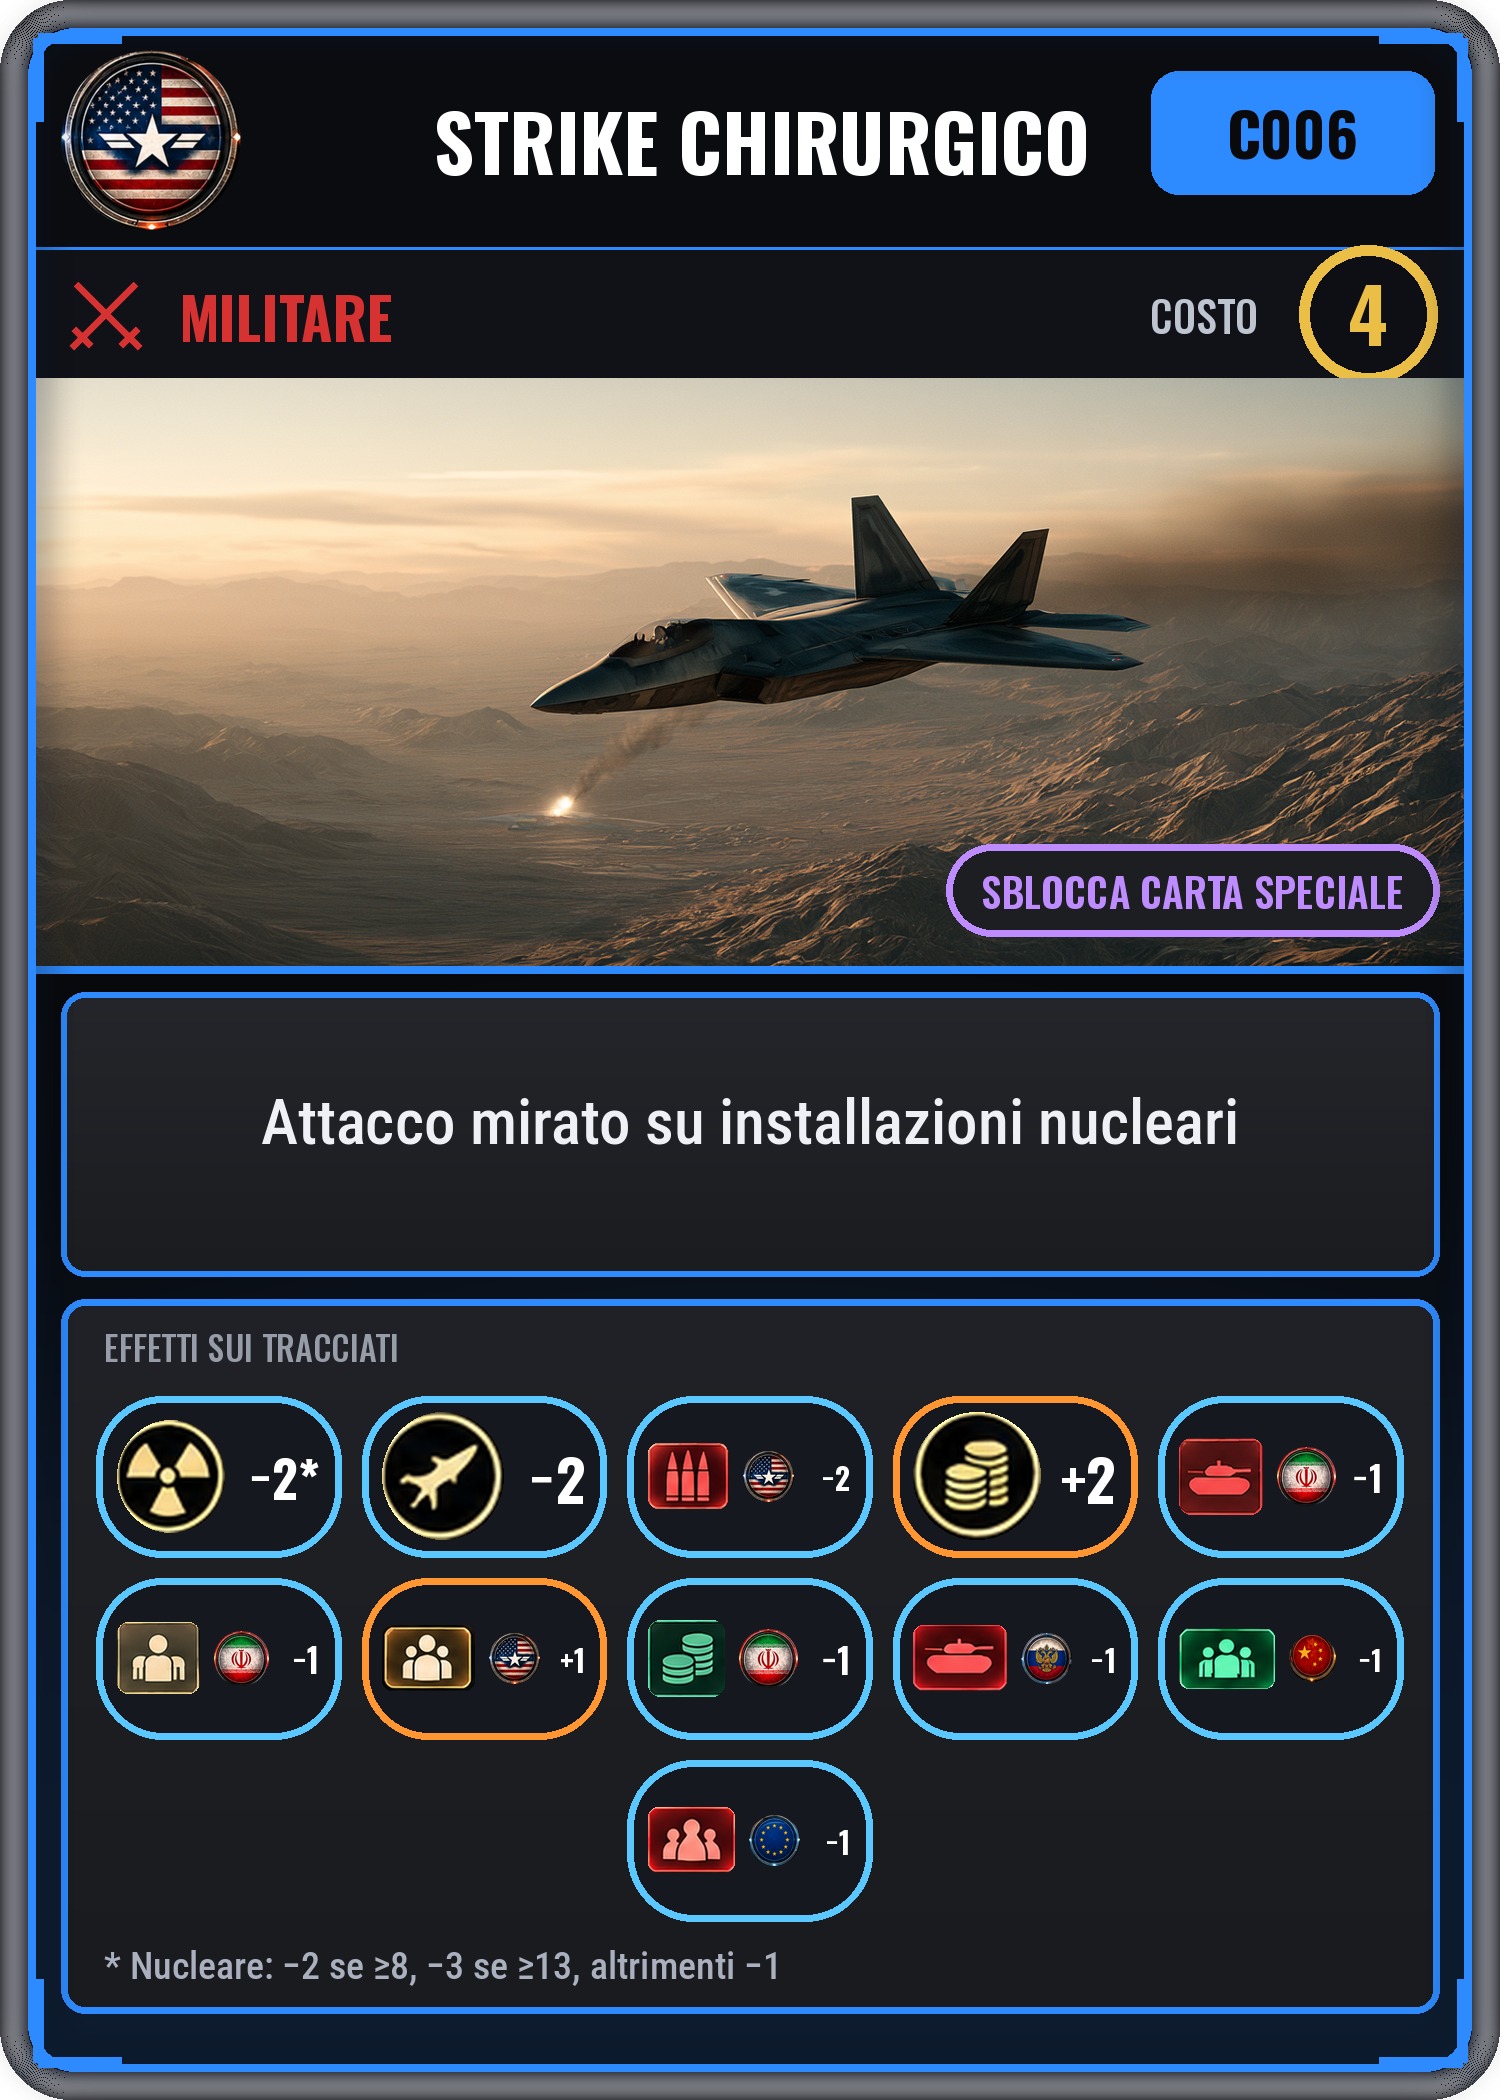 STRIKE CHIRURGICO
C006
MILITARE
COSTO
4
SBLOCCA CARTA SPECIALE
Attacco mirato su installazioni nucleari
EFFETTI SUI TRACCIATI
−2*
−2
−2
+2
−1
−1
+1
−1
−1
−1
−1
* Nucleare: −2 se ≥8, −3 se ≥13, altrimenti −1